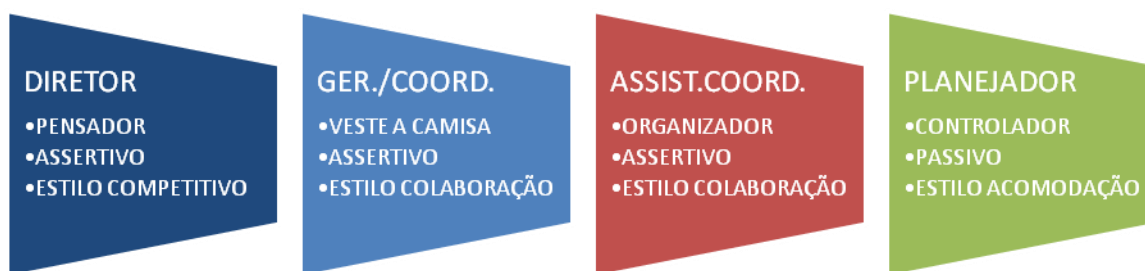 DIRETOR
•PENSADOR
•ASSERTIVO
•ESTILO COMPETITIVO
GER./COORD.
•VESTE A CAMISA
•ASSERTIVO
•ESTILO COLABORAÇÃO
ASSIST.COORD.
•ORGANIZADOR
•ASSERTIVO
•ESTILO COLABORAÇÃO
PLANEJADOR
•CONTROLADOR
•PASSIVO
•ESTILO ACOMODAÇÃO